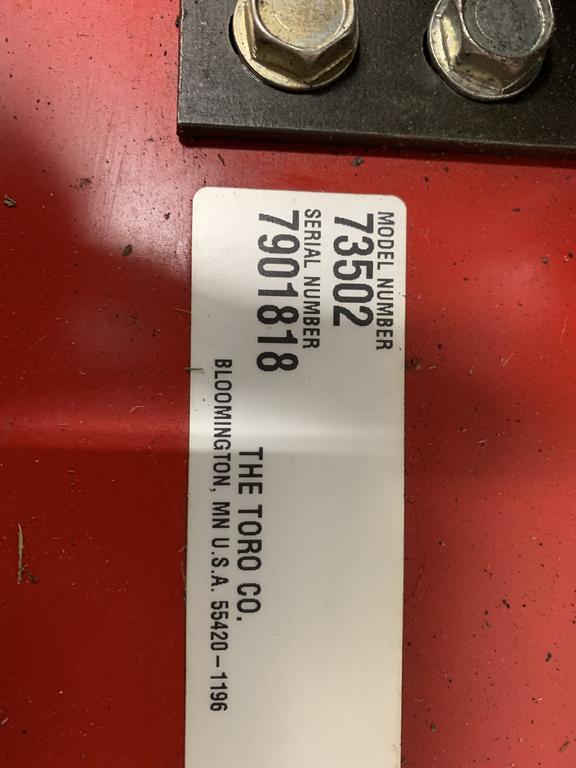 MODEL NUMBER
73502
SERIAL NUMBER
7901818
THE TORO CO.
BLOOMINGTON, MN U.S.A. 55420-1196